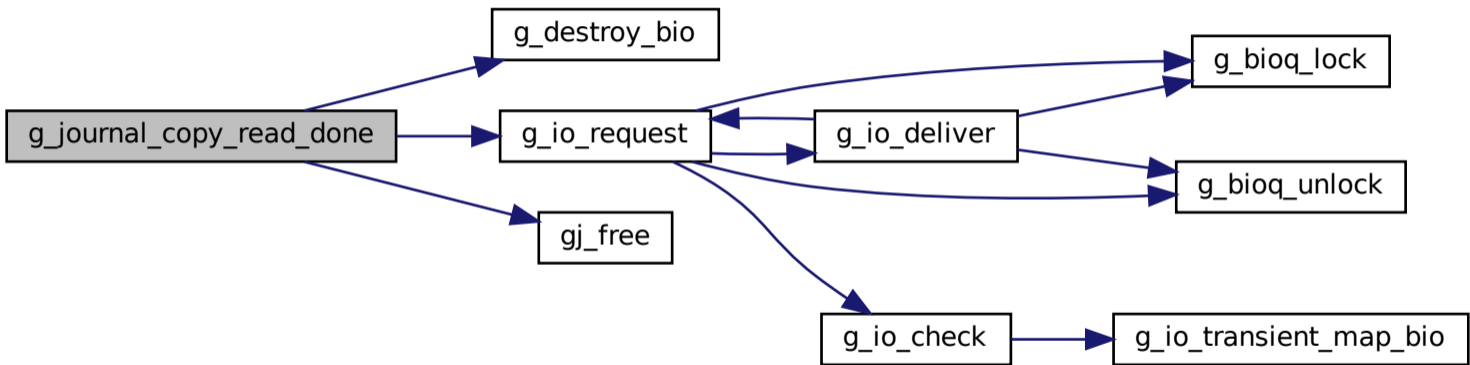 g_journal_copy_read_done
g_destroy_bio
g_io_request
gj_free
g_io_deliver
g_io_check
g_bioq_lock
g_bioq_unlock
g_io_transient_map_bio